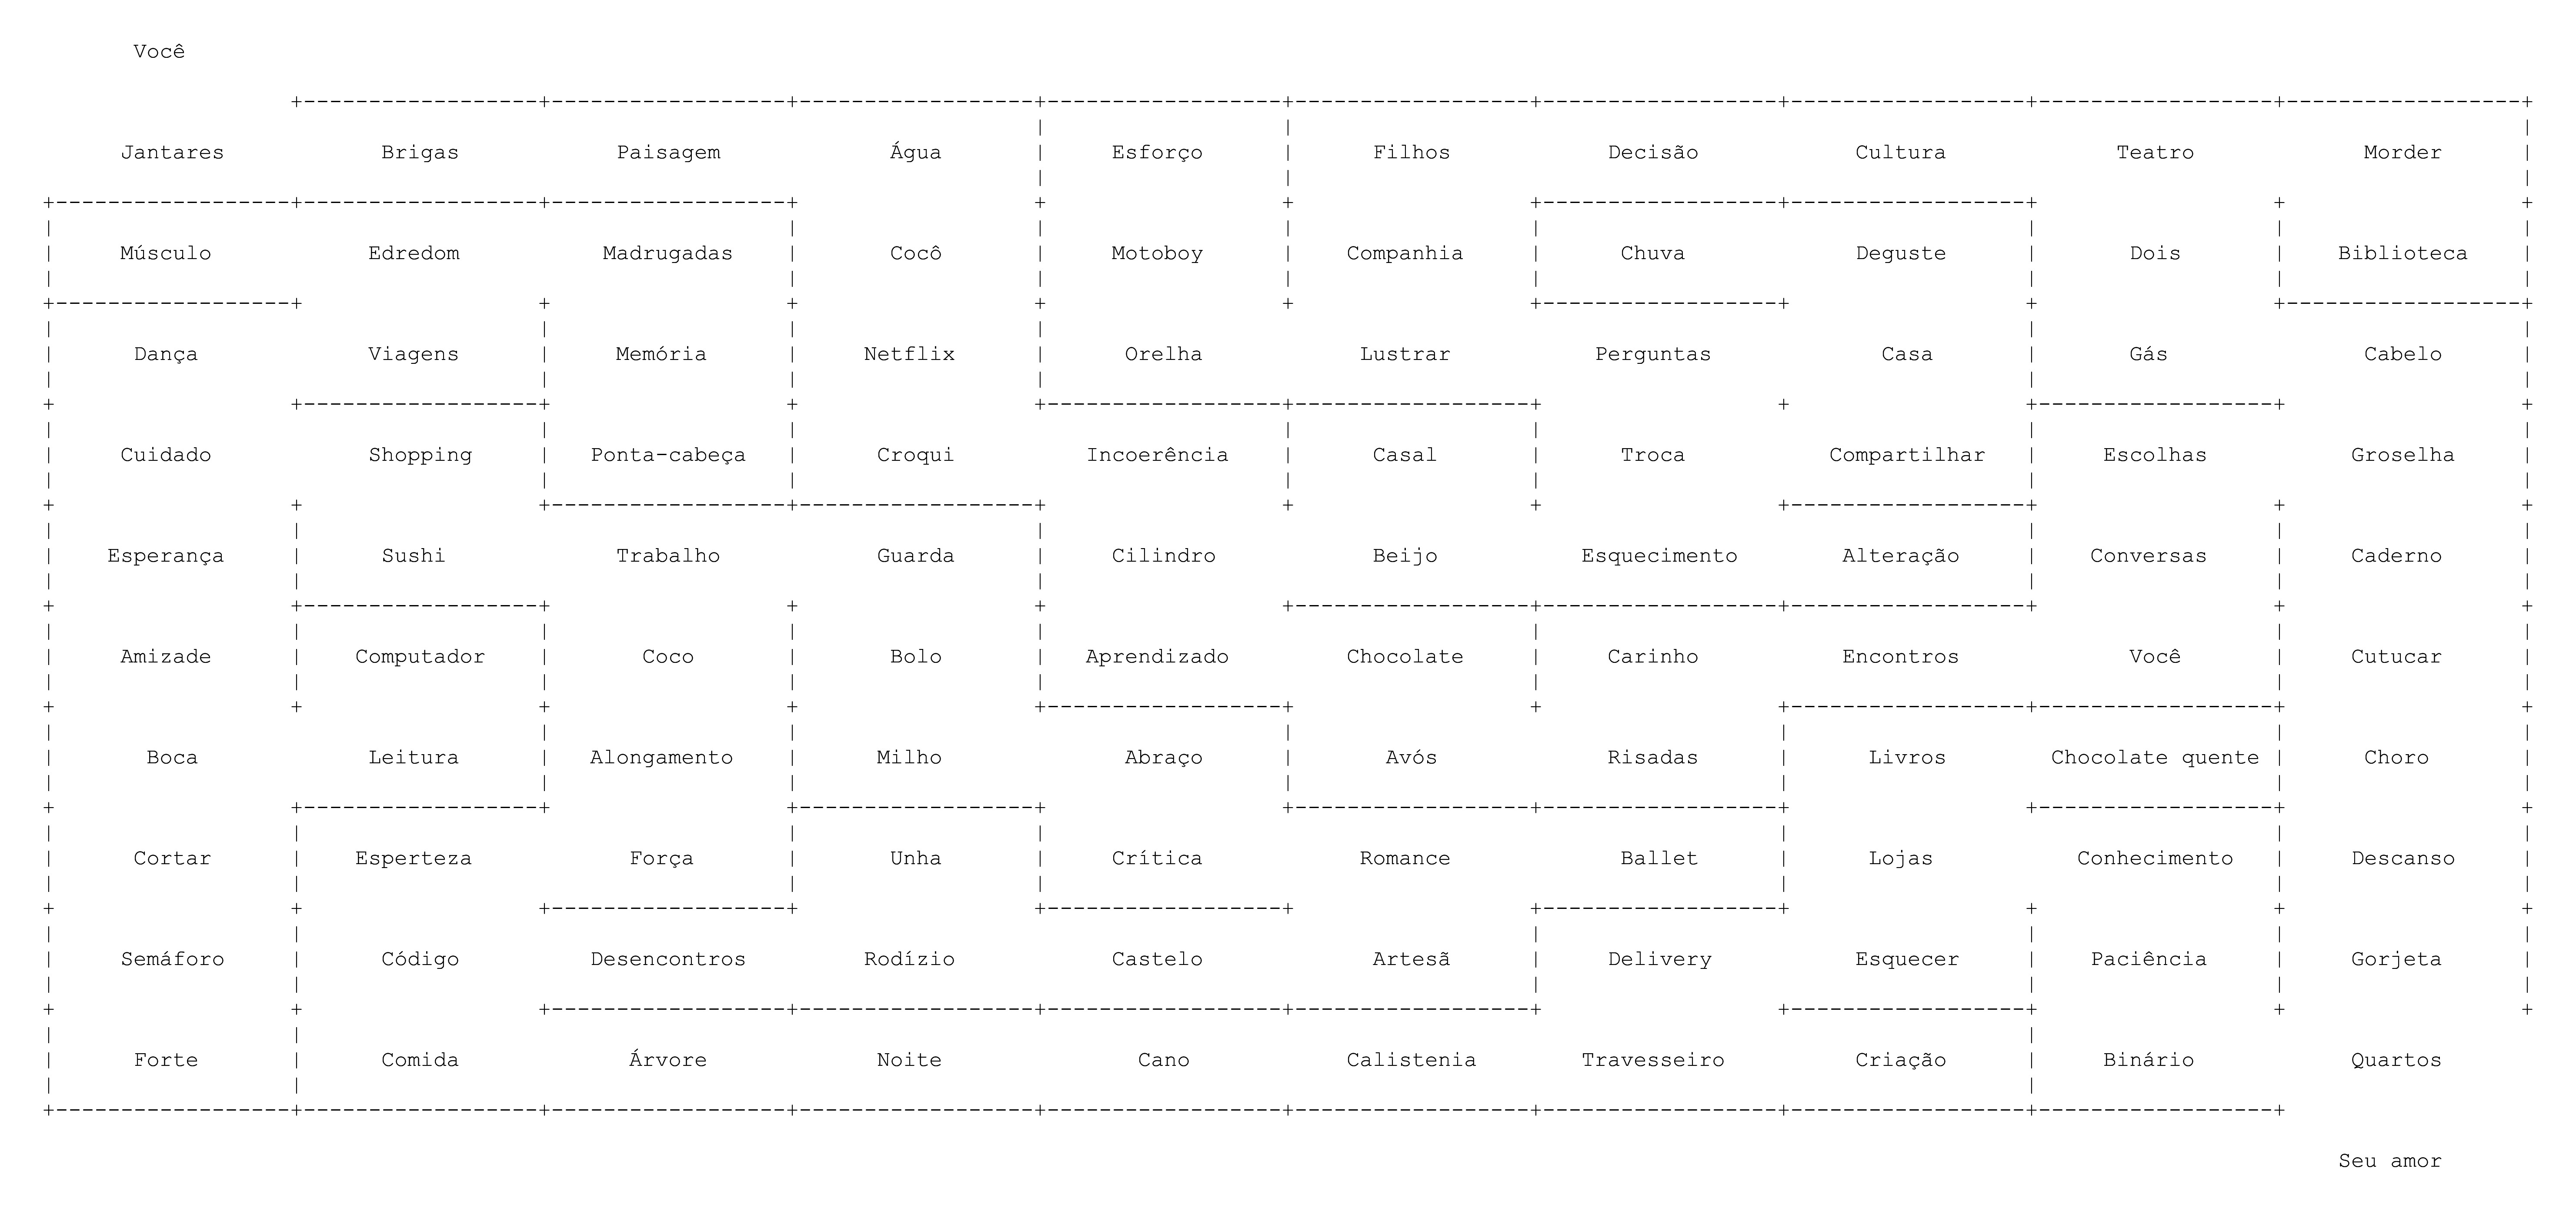 Você
Jantares Brigas Paisagem Água Esforço Filhos Decisão Cultura Teatro Morder
Músculo Edredom Madrugadas Cocô Motoboy Companhia Chuva Deguste Dois Biblioteca
Dança Viagens Memória Netflix Orelha Lustrar Perguntas Casa Gás Cabelo
Cuidado Shopping Ponta-cabeça Croqui Incoerência Casal Troca Compartilhar Escolhas Groselha
Esperança Sushi Trabalho Guarda Cilindro Beijo Esquecimento Alteração Conversas Caderno
Amizade Computador Coco Bolo Aprendizado Chocolate Carinho Encontros Você Cutucar
Boca Leitura Alongamento Milho Abraço Avós Risadas Livros Chocolate quente Choro
Cortar Esperteza Força Unha Crítica Romance Ballet Lojas Conhecimento Descanso
Semáforo Código Desencontros Rodízio Castelo Artesã Delivery Esquecer Paciência Gorjeta
Forte Comida Árvore Noite Cano Calistenia Travesseiro Criação Binário Quartos
Seu amor